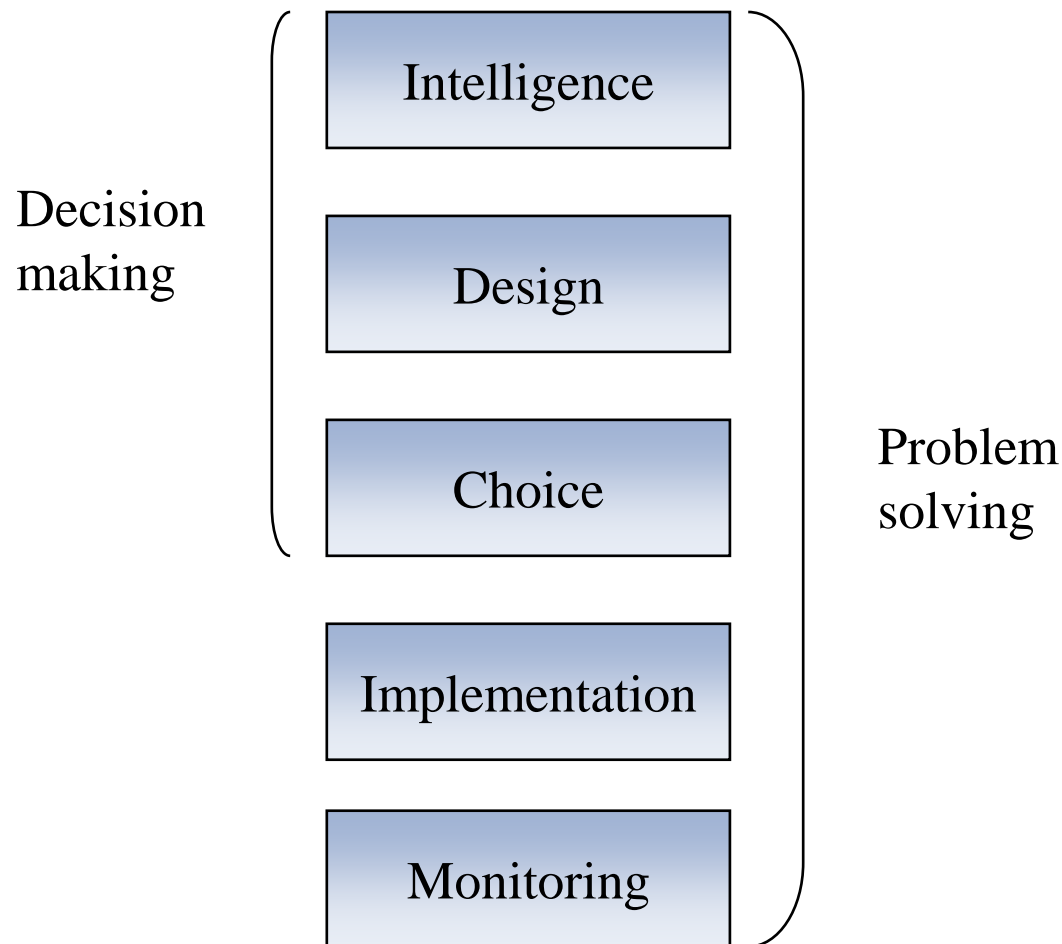 Intelligence
Decision
making
Design
Choice
Problem
solving
Implementation
Monitoring